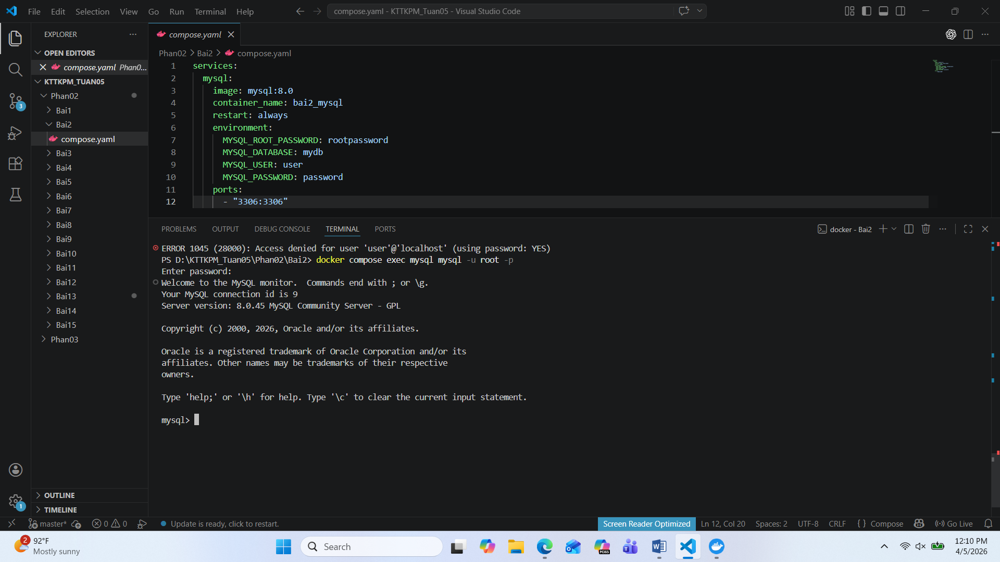 File Edit Selection View Go Run Terminal Help
compose.yaml - KTTKPM_Tuan05 - Visual Studio Code
EXPLORER
OPEN EDITORS
compose.yaml Phan0...
KTTKPM_TUAN05
Phan02
Bai1
Bai2
compose.yaml
Bai3
Bai4
Bai5
Bai6
Bai7
Bai8
Bai9
Bai10
Bai11
Bai12
Bai13
Bai14
Bai15
Phan03
OUTLINE
TIMELINE
3
1
compose.yaml
Phan02 > Bai2 > compose.yaml
1 services:
2 mysql:
3 image: mysql:8.0
4 container_name: bai2_mysql
5 restart: always
6 environment:
7 MYSQL_ROOT_PASSWORD: rootpassword
8 MYSQL_DATABASE: mydb
9 MYSQL_USER: user
10 MYSQL_PASSWORD: password
11 ports:
12 - "3306:3306"
PROBLEMS OUTPUT DEBUG CONSOLE TERMINAL PORTS
docker - Bai2
ERROR 1045 (28000): Access denied for user 'user'@'localhost' (using password: YES)
PS D:\KTTKPM_Tuan05\Phan02\Bai2> docker compose exec mysql mysql -u root -p
Enter password:
Welcome to the MySQL monitor.  Commands end with ; or \g.
Your MySQL connection id is 9
Server version: 8.0.45 MySQL Community Server - GPL
Copyright (c) 2000, 2026, Oracle and/or its affiliates.
Oracle is a registered trademark of Oracle Corporation and/or its
affiliates. Other names may be trademarks of their respective
owners.
Type 'help;' or '\h' for help. Type '\c' to clear the current input statement.
mysql>
master* 0 0 Update is ready, click to restart. Screen Reader Optimized Ln 12, Col 20 Spaces: 2 UTF-8 CRLF { } Compose Go Live
2 92°F
Mostly sunny
Search
M365
12:10 PM
4/5/2026